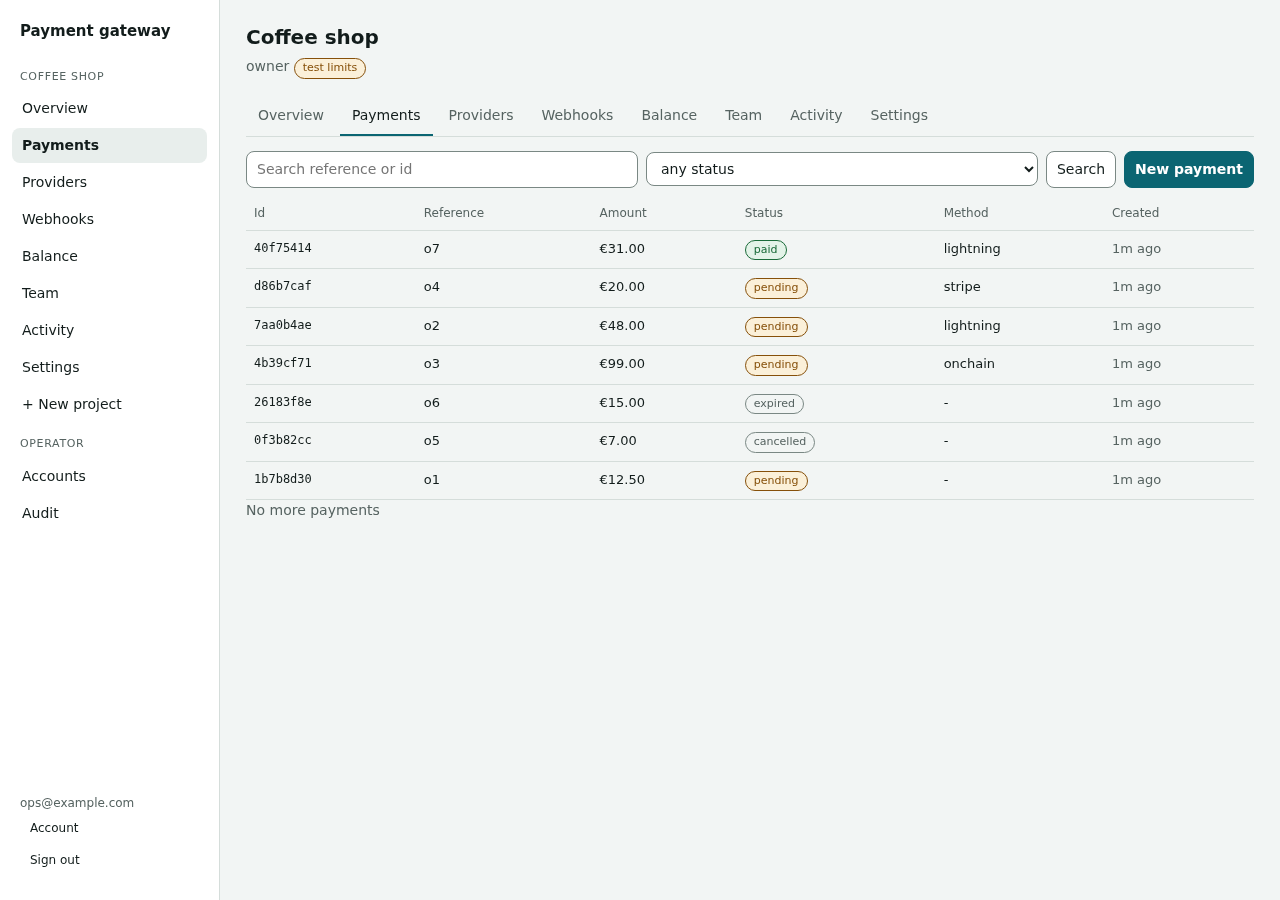 Payment gateway
COFFEE SHOP
Overview
Payments
Providers
Webhooks
Balance
Team
Activity
Settings
+ New project
OPERATOR
Accounts
Audit
ops@example.com
Account
Sign out
Coffee shop
owner test limits
Overview Payments Providers Webhooks Balance Team Activity Settings
Search reference or id any status Search New payment
Id Reference Amount Status Method Created
40f75414 o7 €31.00 paid lightning 1m ago
d86b7caf o4 €20.00 pending stripe 1m ago
7aa0b4ae o2 €48.00 pending lightning 1m ago
4b39cf71 o3 €99.00 pending onchain 1m ago
26183f8e o6 €15.00 expired - 1m ago
0f3b82cc o5 €7.00 cancelled - 1m ago
1b7b8d30 o1 €12.50 pending - 1m ago
No more payments